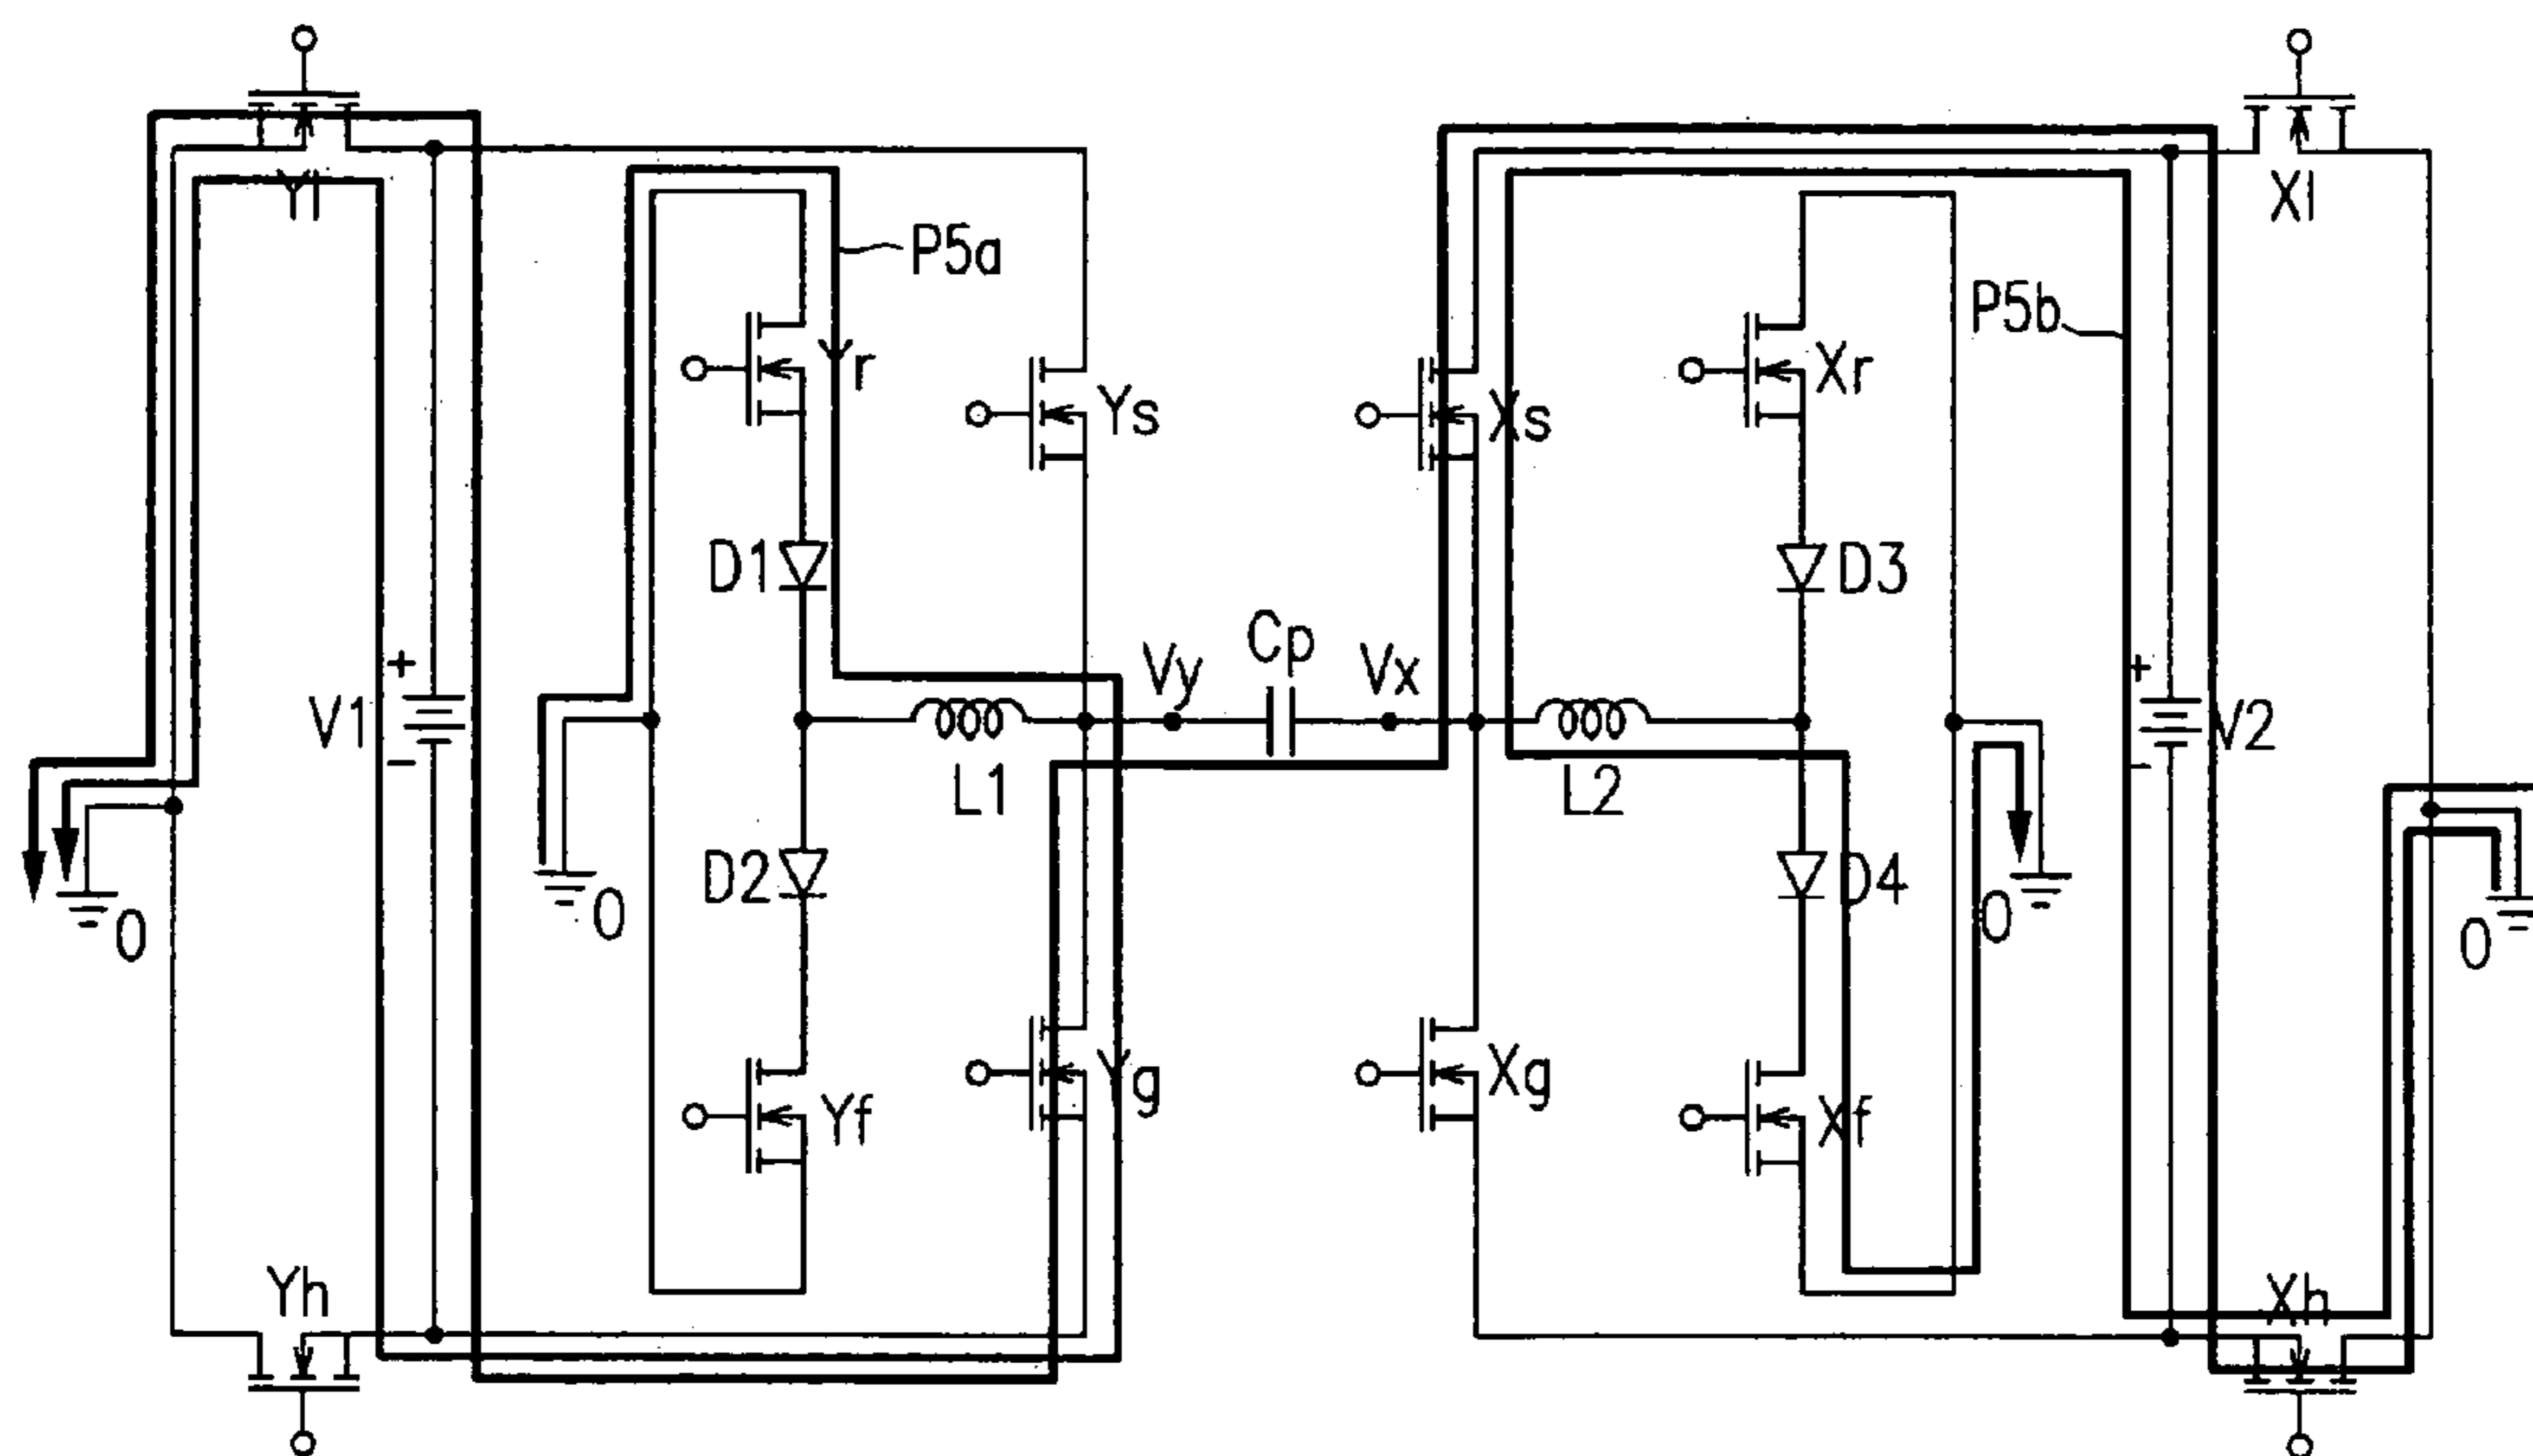 Yl
Xl
P5a
P5b
Yr
Ys
Xs
Xr
D1
D3
Vy
Cp
Vx
+
V1
-
L1
L2
+
V2
-
D2
D4
0
0
0
0
Yf
Yg
Xg
Xf
Yh
Xh